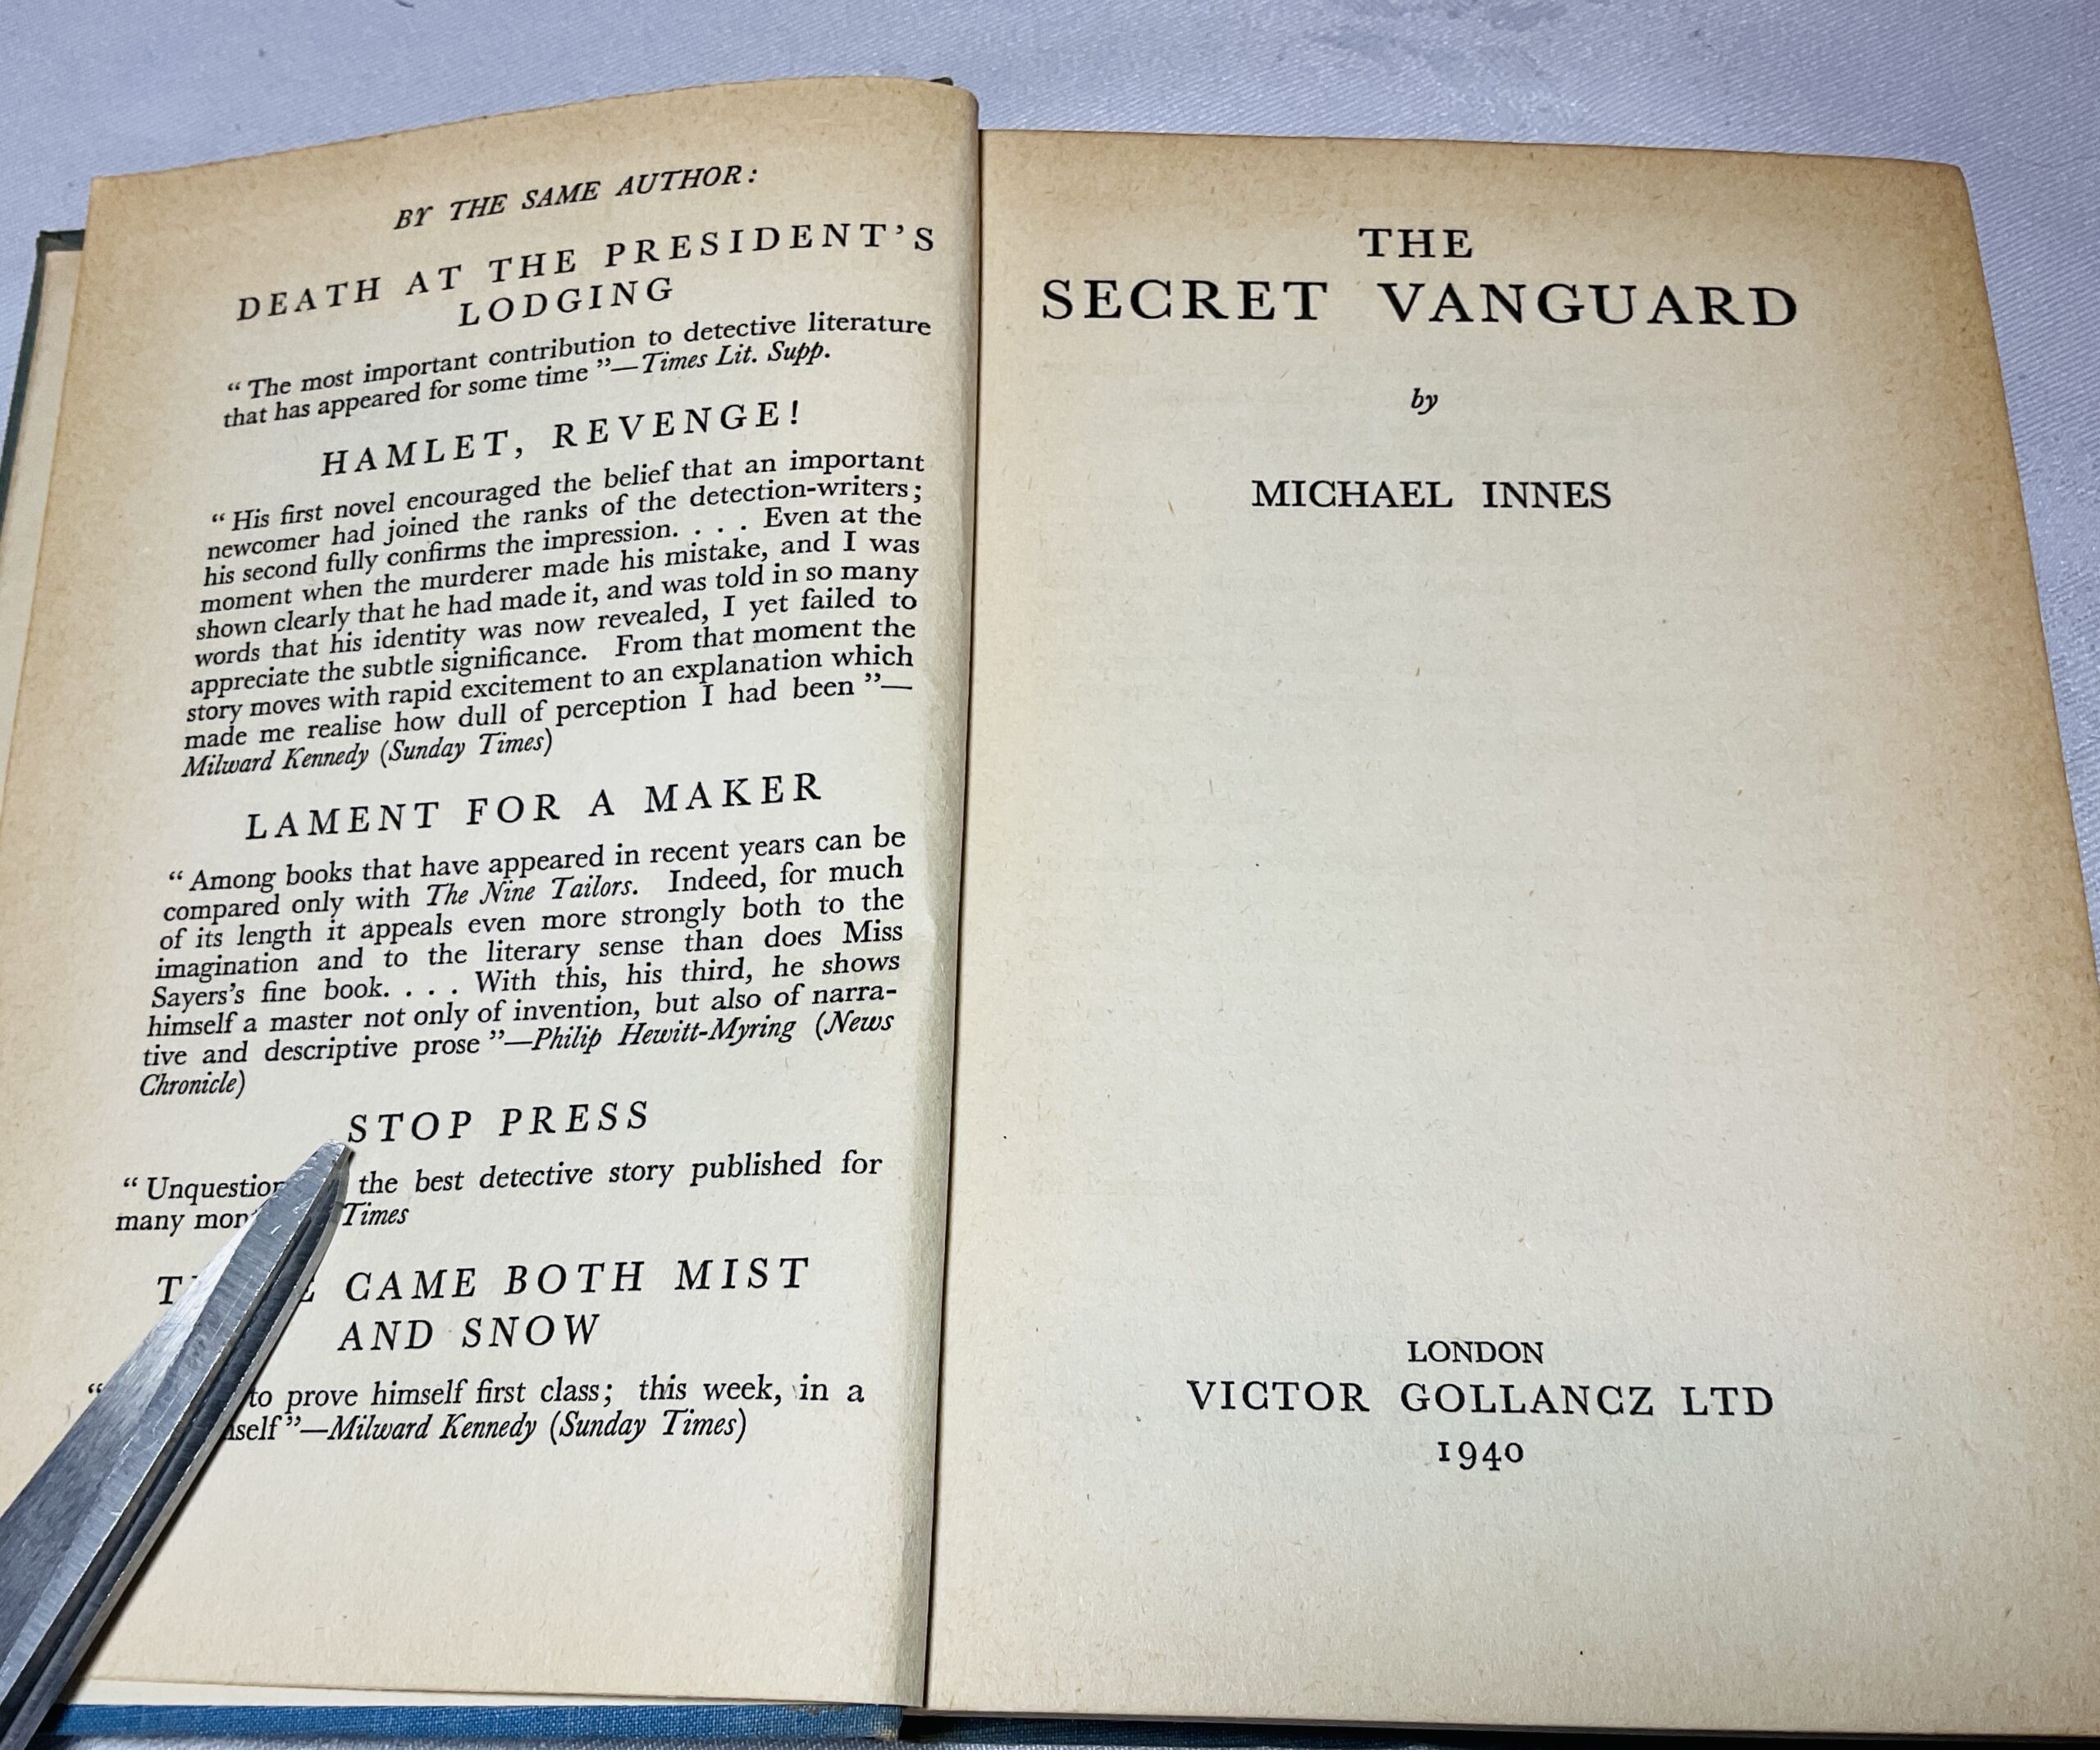 BY THE SAME AUTHOR:
DEATH AT THE PRESIDENT'S
LODGING
“The most important contribution to detective literature
that has appeared for some time”—Times Lit. Supp.
HAMLET, REVENGE!
“His first novel encouraged the belief that an important
newcomer had joined the ranks of the detection-writers;
his second fully confirms the impression. . . . Even at the
moment when the murderer made his mistake, and I was
shown clearly that he had made it, and was told in so many
words that his identity was now revealed, I yet failed to
appreciate the subtle significance. From that moment the
story moves with rapid excitement to an explanation which
made me realise how dull of perception I had been”—
Milward Kennedy (Sunday Times)
LAMENT FOR A MAKER
“Among books that have appeared in recent years can be
compared only with The Nine Tailors. Indeed, for much
of its length it appeals even more strongly both to the
imagination and to the literary sense than does Miss
Sayers's fine book. . . . With this, his third, he shows
himself a master not only of invention, but also of narra-
tive and descriptive prose”—Philip Hewitt-Myring (News
Chronicle)
STOP PRESS
the best detective story published for
many Times
CAME BOTH MIST
AND SNOW
to prove himself first class; this week, in a
”—Milward Kennedy (Sunday Times)
THE
SECRET VANGUARD
by
MICHAEL INNES
LONDON
VICTOR GOLLANCZ LTD
1940